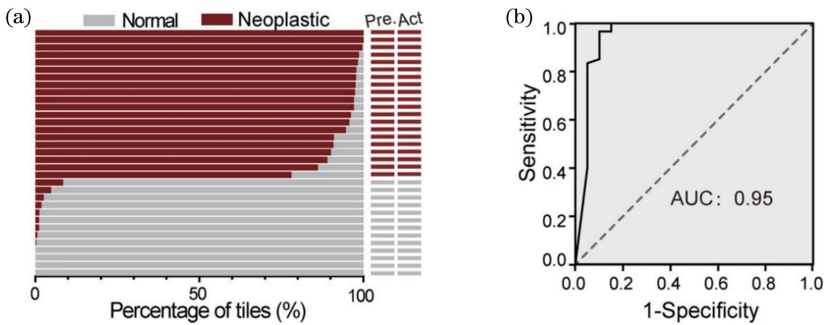 (a)
Normal Neoplastic Pre. Act
0 50 100
Percentage of tiles (%)
(b)
1.0
0.8
0.6
0.4
0.2
0.0
Sensitivity
AUC: 0.95
0.0 0.2 0.4 0.6 0.8 1.0
1-Specificity